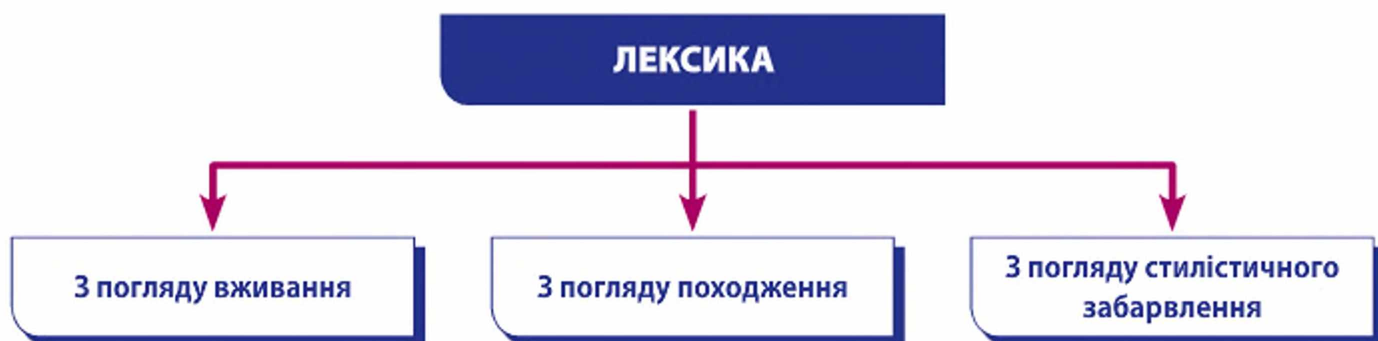 ЛЕКСИКА
З погляду вживання
З погляду походження
З погляду стилістичного
забарвлення